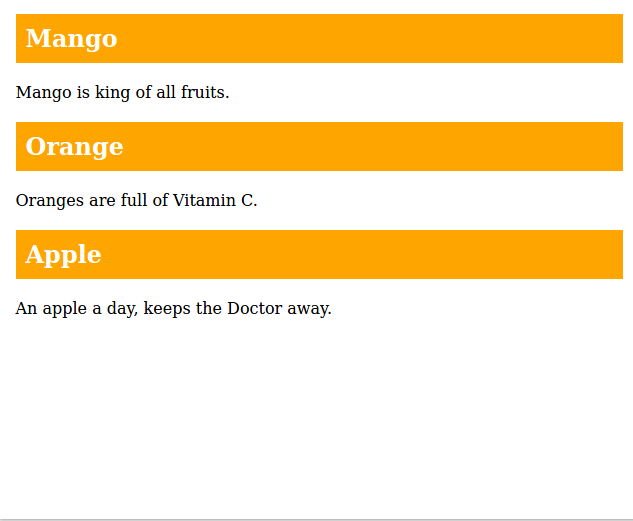 Mango
Mango is king of all fruits.
Orange
Oranges are full of Vitamin C.
Apple
An apple a day, keeps the Doctor away.